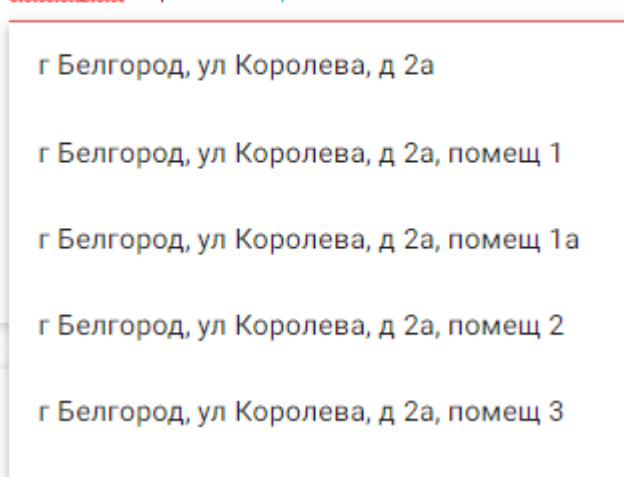 г Белгород, ул Королева, д 2а
г Белгород, ул Королева, д 2а, помещ 1
г Белгород, ул Королева, д 2а, помещ 1а
г Белгород, ул Королева, д 2а, помещ 2
г Белгород, ул Королева, д 2а, помещ 3